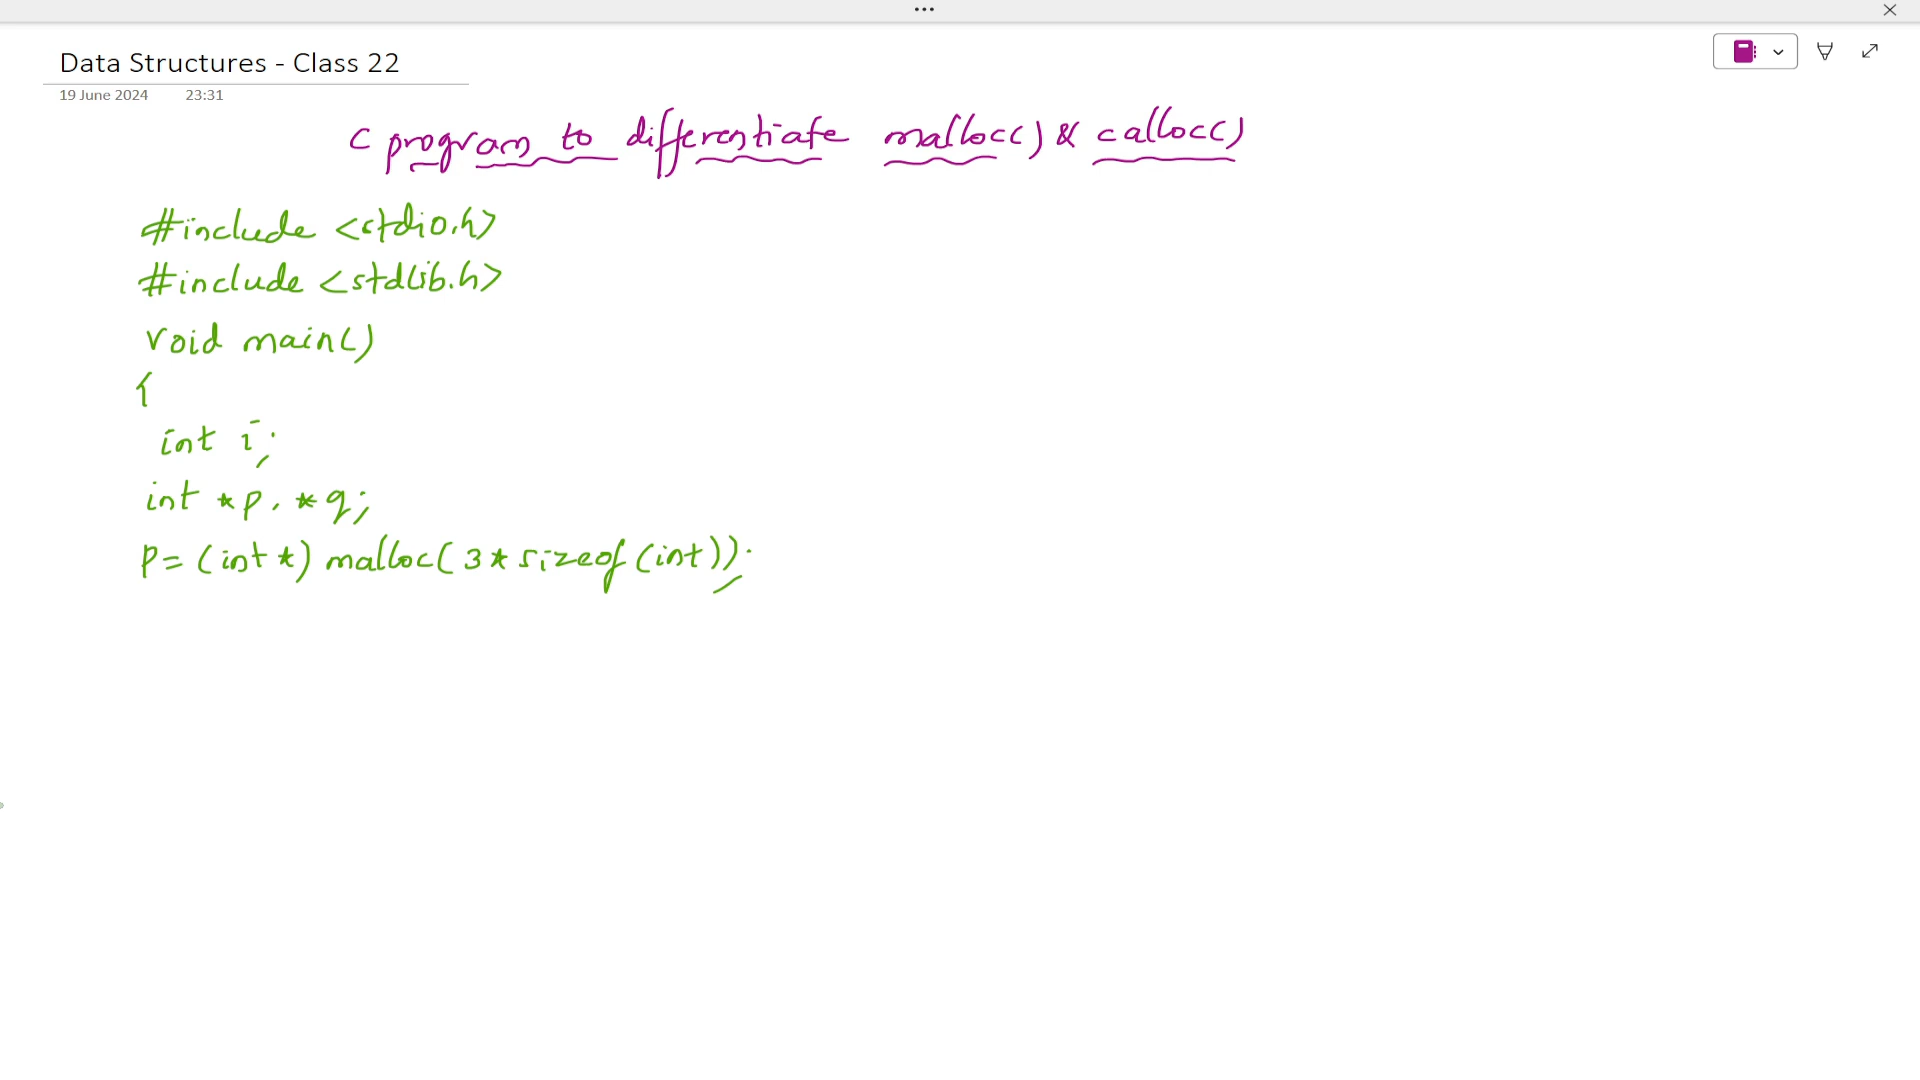 Data Structures - Class 22
19 June 2024 23:31
C program to differentiate malloc() & calloc()
#include <stdio.h>
#include <stdlib.h>
void main()
{
int i;
int *p, *q;
p = (int *) malloc( 3 * sizeof (int));